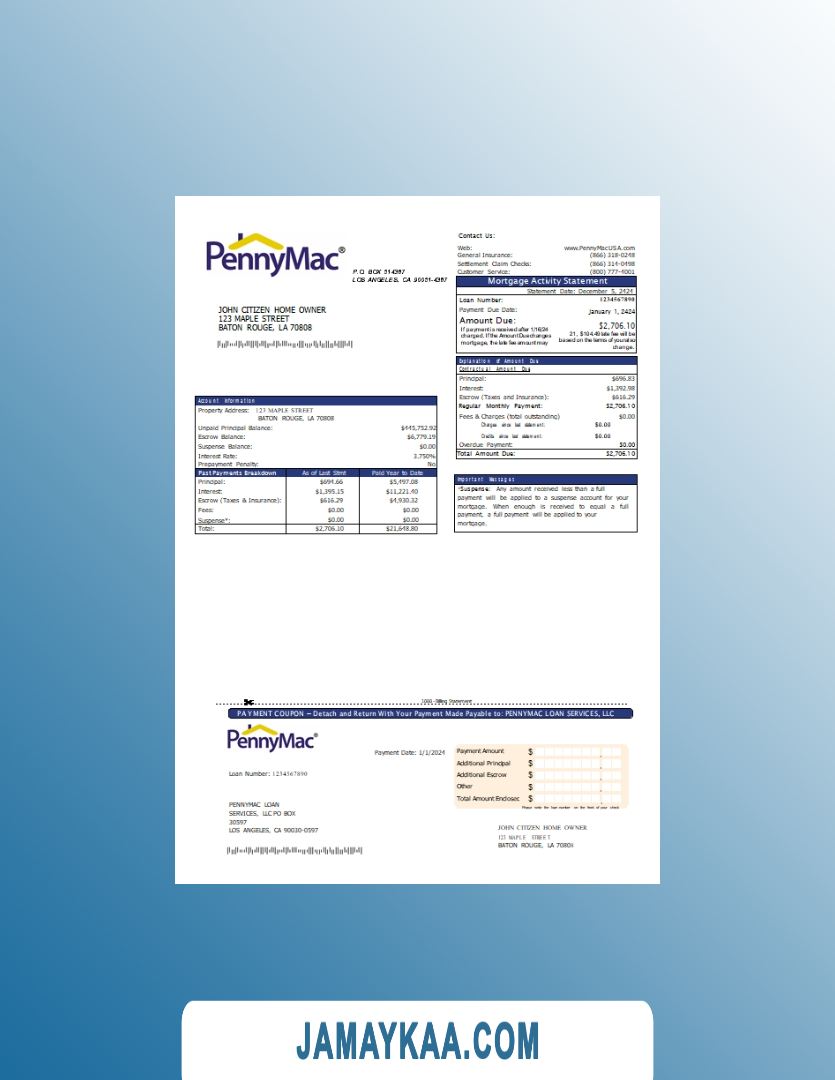 PennyMac®
P.O. BOX 514387
LOS ANGELES, CA 90051-4387
Contact Us:
Web: www.PennyMacUSA.com
General Insurance: (866) 318-0248
Settlement Claim Checks: (866) 314-0498
Customer Service: (800) 777-4001
Mortgage Activity Statement
Statement Date: December 5, 2424
Loan Number: 1234567890
Payment Due Date: January 1, 2424
Amount Due: $2,706.10
If payment is received after 1/16/24
charged. If the Amount Due changes
mortgage, the late fee amount may
21, $104.49 late fee will be
based on the terms of your
change.
JOHN CITIZEN HOME OWNER
123 MAPLE STREET
BATON ROUGE, LA 70808
Explanation of Amount Due
Contractual Amount Due
Principal: $696.83
Interest: $1,392.98
Escrow (Taxes and Insurance): $616.29
Regular Monthly Payment: $2,706.10
Fees & Charges (total outstanding) $0.00
Charges since last statement: $0.00
Credits since last statement: $0.00
Overdue Payment: $0.00
Total Amount Due: $2,706.10
Account Information
Property Address: 123 MAPLE STREET
BATON ROUGE, LA 70808
Unpaid Principal Balance: $445,752.92
Escrow Balance: $6,779.19
Suspense Balance: $0.00
Interest Rate: 3.750%
Prepayment Penalty: No
Past Payments Breakdown As of Last Stmt Paid Year to Date
Principal: $694.66 $5,497.08
Interest: $1,395.15 $11,221.40
Escrow (Taxes & Insurance): $616.29 $4,930.32
Fees: $0.00 $0.00
Suspense*: $0.00 $0.00
Total: $2,706.10 $21,648.80
Important Messages
*Suspense: Any amount received less than a full
payment will be applied to a suspense account for your
mortgage. When enough is received to equal a full
payment, a full payment will be applied to your
mortgage.
1000-Billing Statement
PAYMENT COUPON – Detach and Return With Your Payment Made Payable to: PENNYMAC LOAN SERVICES, LLC
PennyMac®
Payment Date: 1/1/2024
Loan Number: 1234567890
Payment Amount $
Additional Principal $
Additional Escrow $
Other $
Total Amount Enclosed $
Please write the loan number on the front of your check
PENNYMAC LOAN
SERVICES, LLC PO BOX
30597
LOS ANGELES, CA 90030-0597
JOHN CITIZEN HOME OWNER
123 MAPLE STREET
BATON ROUGE, LA 70808
JAMAYKAA.COM